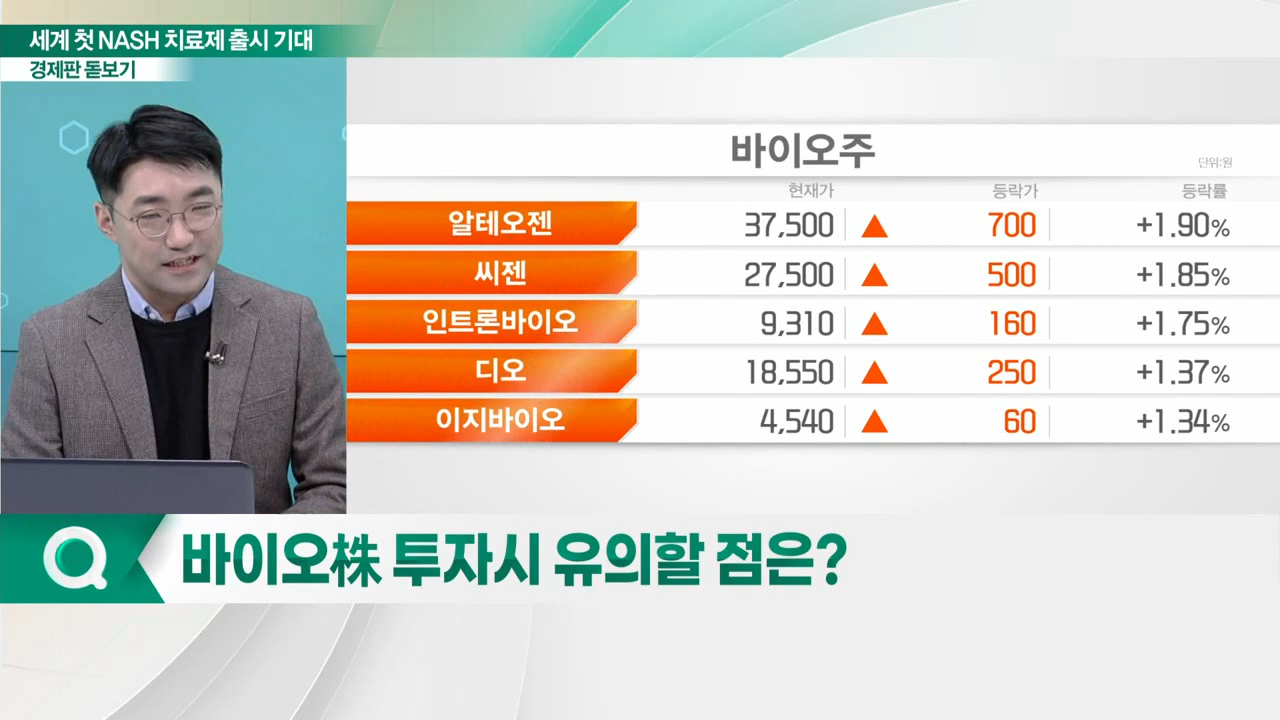 세계 첫 NASH 치료제 출시 기대
경제판 돋보기
바이오주
단위:원
현재가 등락가 등락률
알테오젠 37,500 ▲ 700 +1.90%
씨젠 27,500 ▲ 500 +1.85%
인트론바이오 9,310 ▲ 160 +1.75%
디오 18,550 ▲ 250 +1.37%
이지바이오 4,540 ▲ 60 +1.34%
Q 바이오株 투자시 유의할 점은?